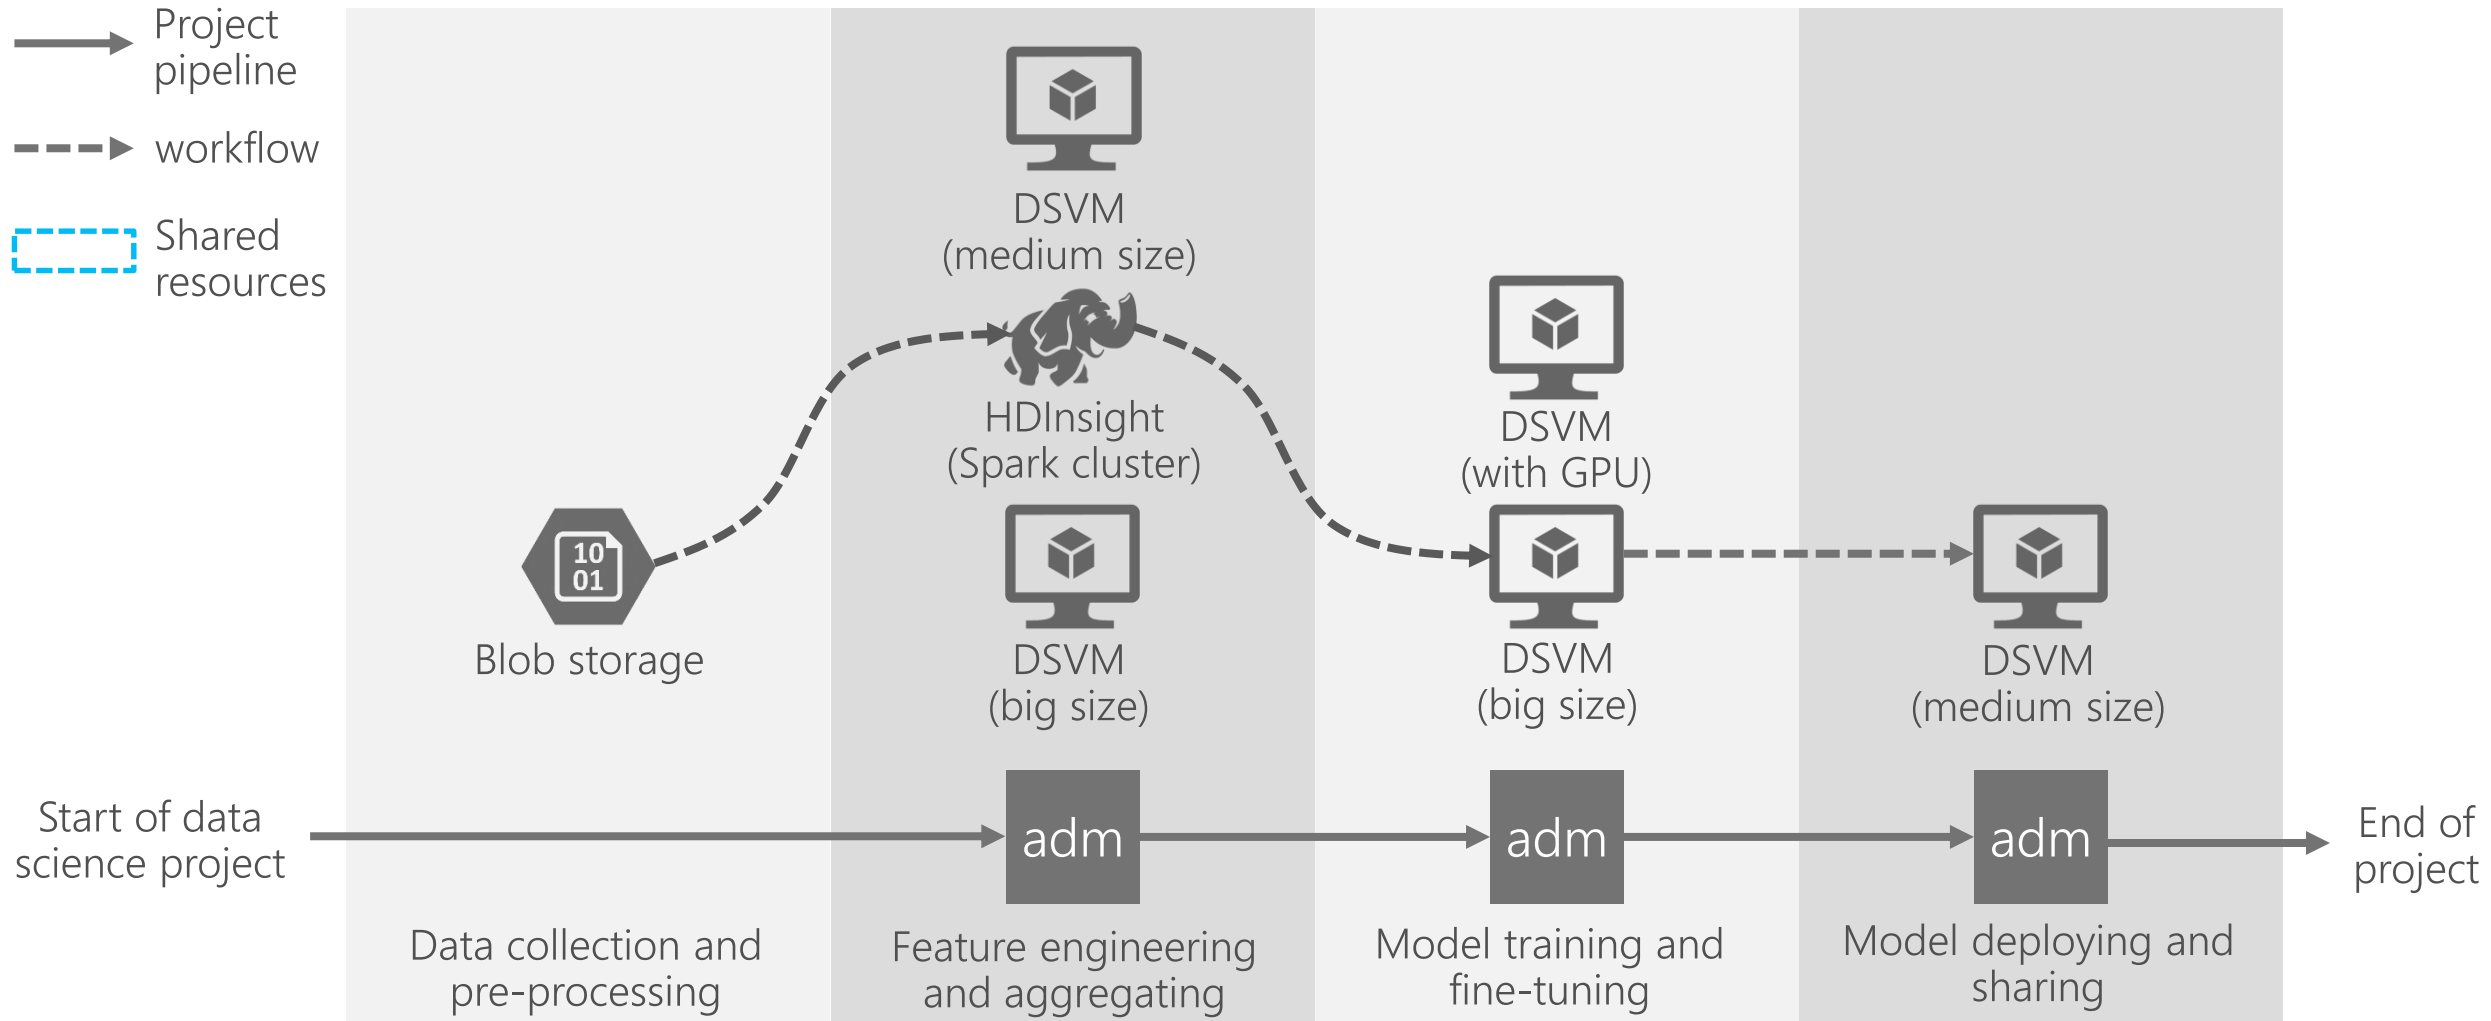 Project
pipeline
workflow
Shared
resources
DSVM
(medium size)
HDInsight
(Spark cluster)
DSVM
(with GPU)
10
01
Blob storage
DSVM
(big size)
DSVM
(big size)
DSVM
(medium size)
Start of data
science project
adm
adm
adm
End of
project
Data collection and
pre-processing
Feature engineering
and aggregating
Model training and
fine-tuning
Model deploying and
sharing